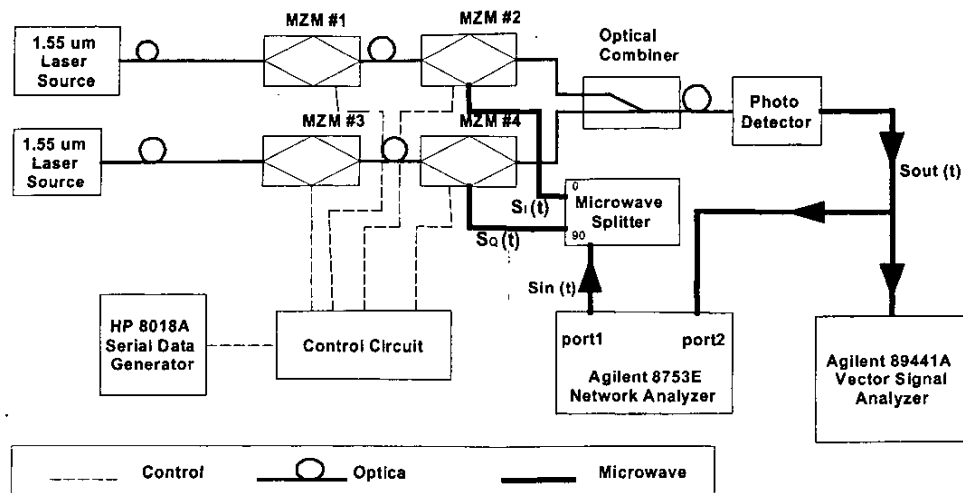 MZM #1
MZM #2
1.55 um
Laser
Source
Optical
Combiner
Photo
Detector
MZM #3
MZM #4
1.55 um
Laser
Source
Sout (t)
SI (t)
0
Microwave
Splitter
90
SQ (t)
Sin (t)
HP 8018A
Serial Data
Generator
Control Circuit
port1
port2
Agilent 8753E
Network Analyzer
Agilent 89441A
Vector Signal
Analyzer
Control
Optica
Microwave